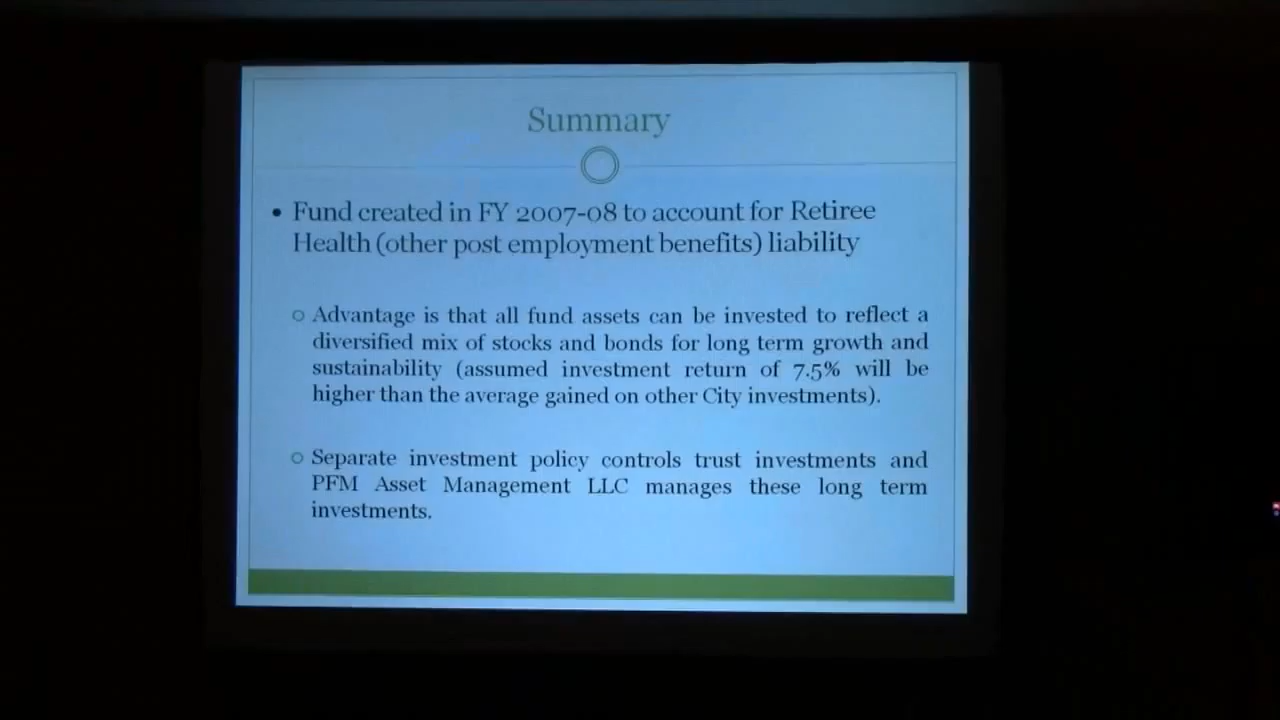 Summary
• Fund created in FY 2007-08 to account for Retiree
Health (other post employment benefits) liability
○ Advantage is that all fund assets can be invested to reflect a
diversified mix of stocks and bonds for long term growth and
sustainability (assumed investment return of 7.5% will be
higher than the average gained on other City investments).
○ Separate investment policy controls trust investments and
PFM Asset Management LLC manages these long term
investments.